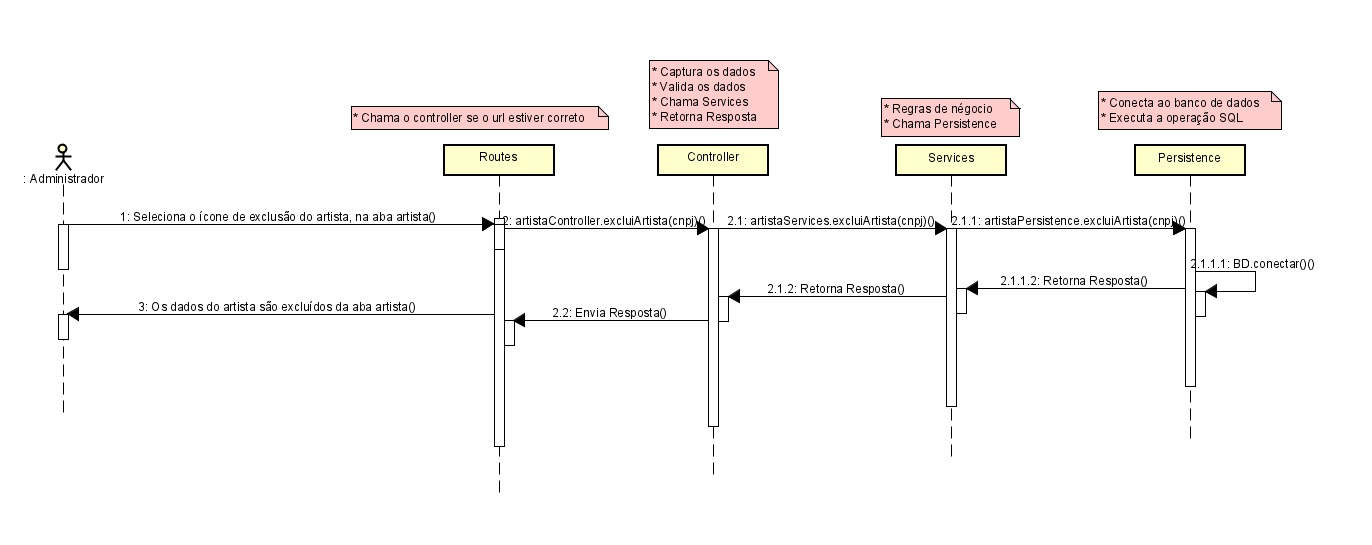 * Captura os dados
* Valida os dados
* Chama Services
* Retorna Resposta
* Chama o controller se o url estiver correto
* Regras de négocio
* Chama Persistence
* Conecta ao banco de dados
* Executa a operação SQL
: Administrador
Routes
Controller
Services
Persistence
1: Seleciona o ícone de exclusão do artista, na aba artista()
2: artistaController.excluiArtista(cnpj)()
2.1: artistaServices.excluiArtista(cnpj)()
2.1.1: artistaPersistence.excluiArtista(cnpj)()
2.1.1.1: BD.conectar()()
2.1.1.2: Retorna Resposta()
2.1.2: Retorna Resposta()
2.2: Envia Resposta()
3: Os dados do artista são excluídos da aba artista()